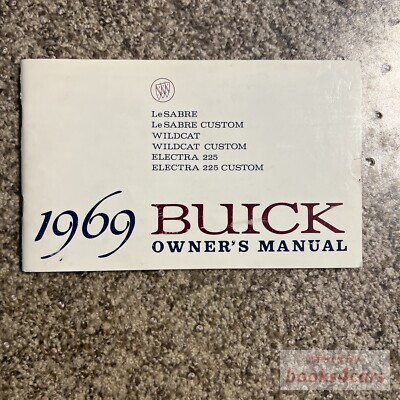 LeSABRE
LeSABRE CUSTOM
WILDCAT
WILDCAT CUSTOM
ELECTRA 225
ELECTRA 225 CUSTOM
1969 BUICK
OWNER'S MANUAL
books4cars